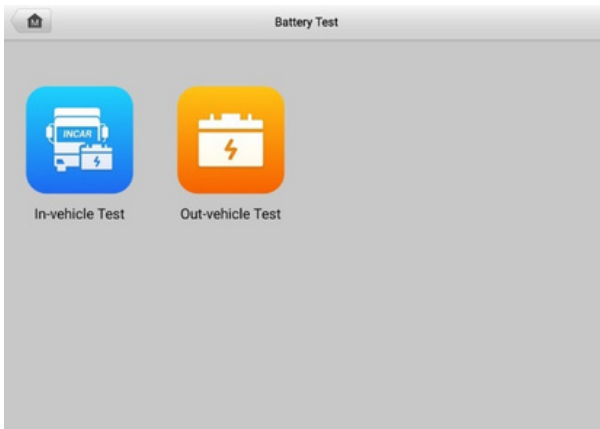 M
Battery Test
INCAR
In-vehicle Test
Out-vehicle Test